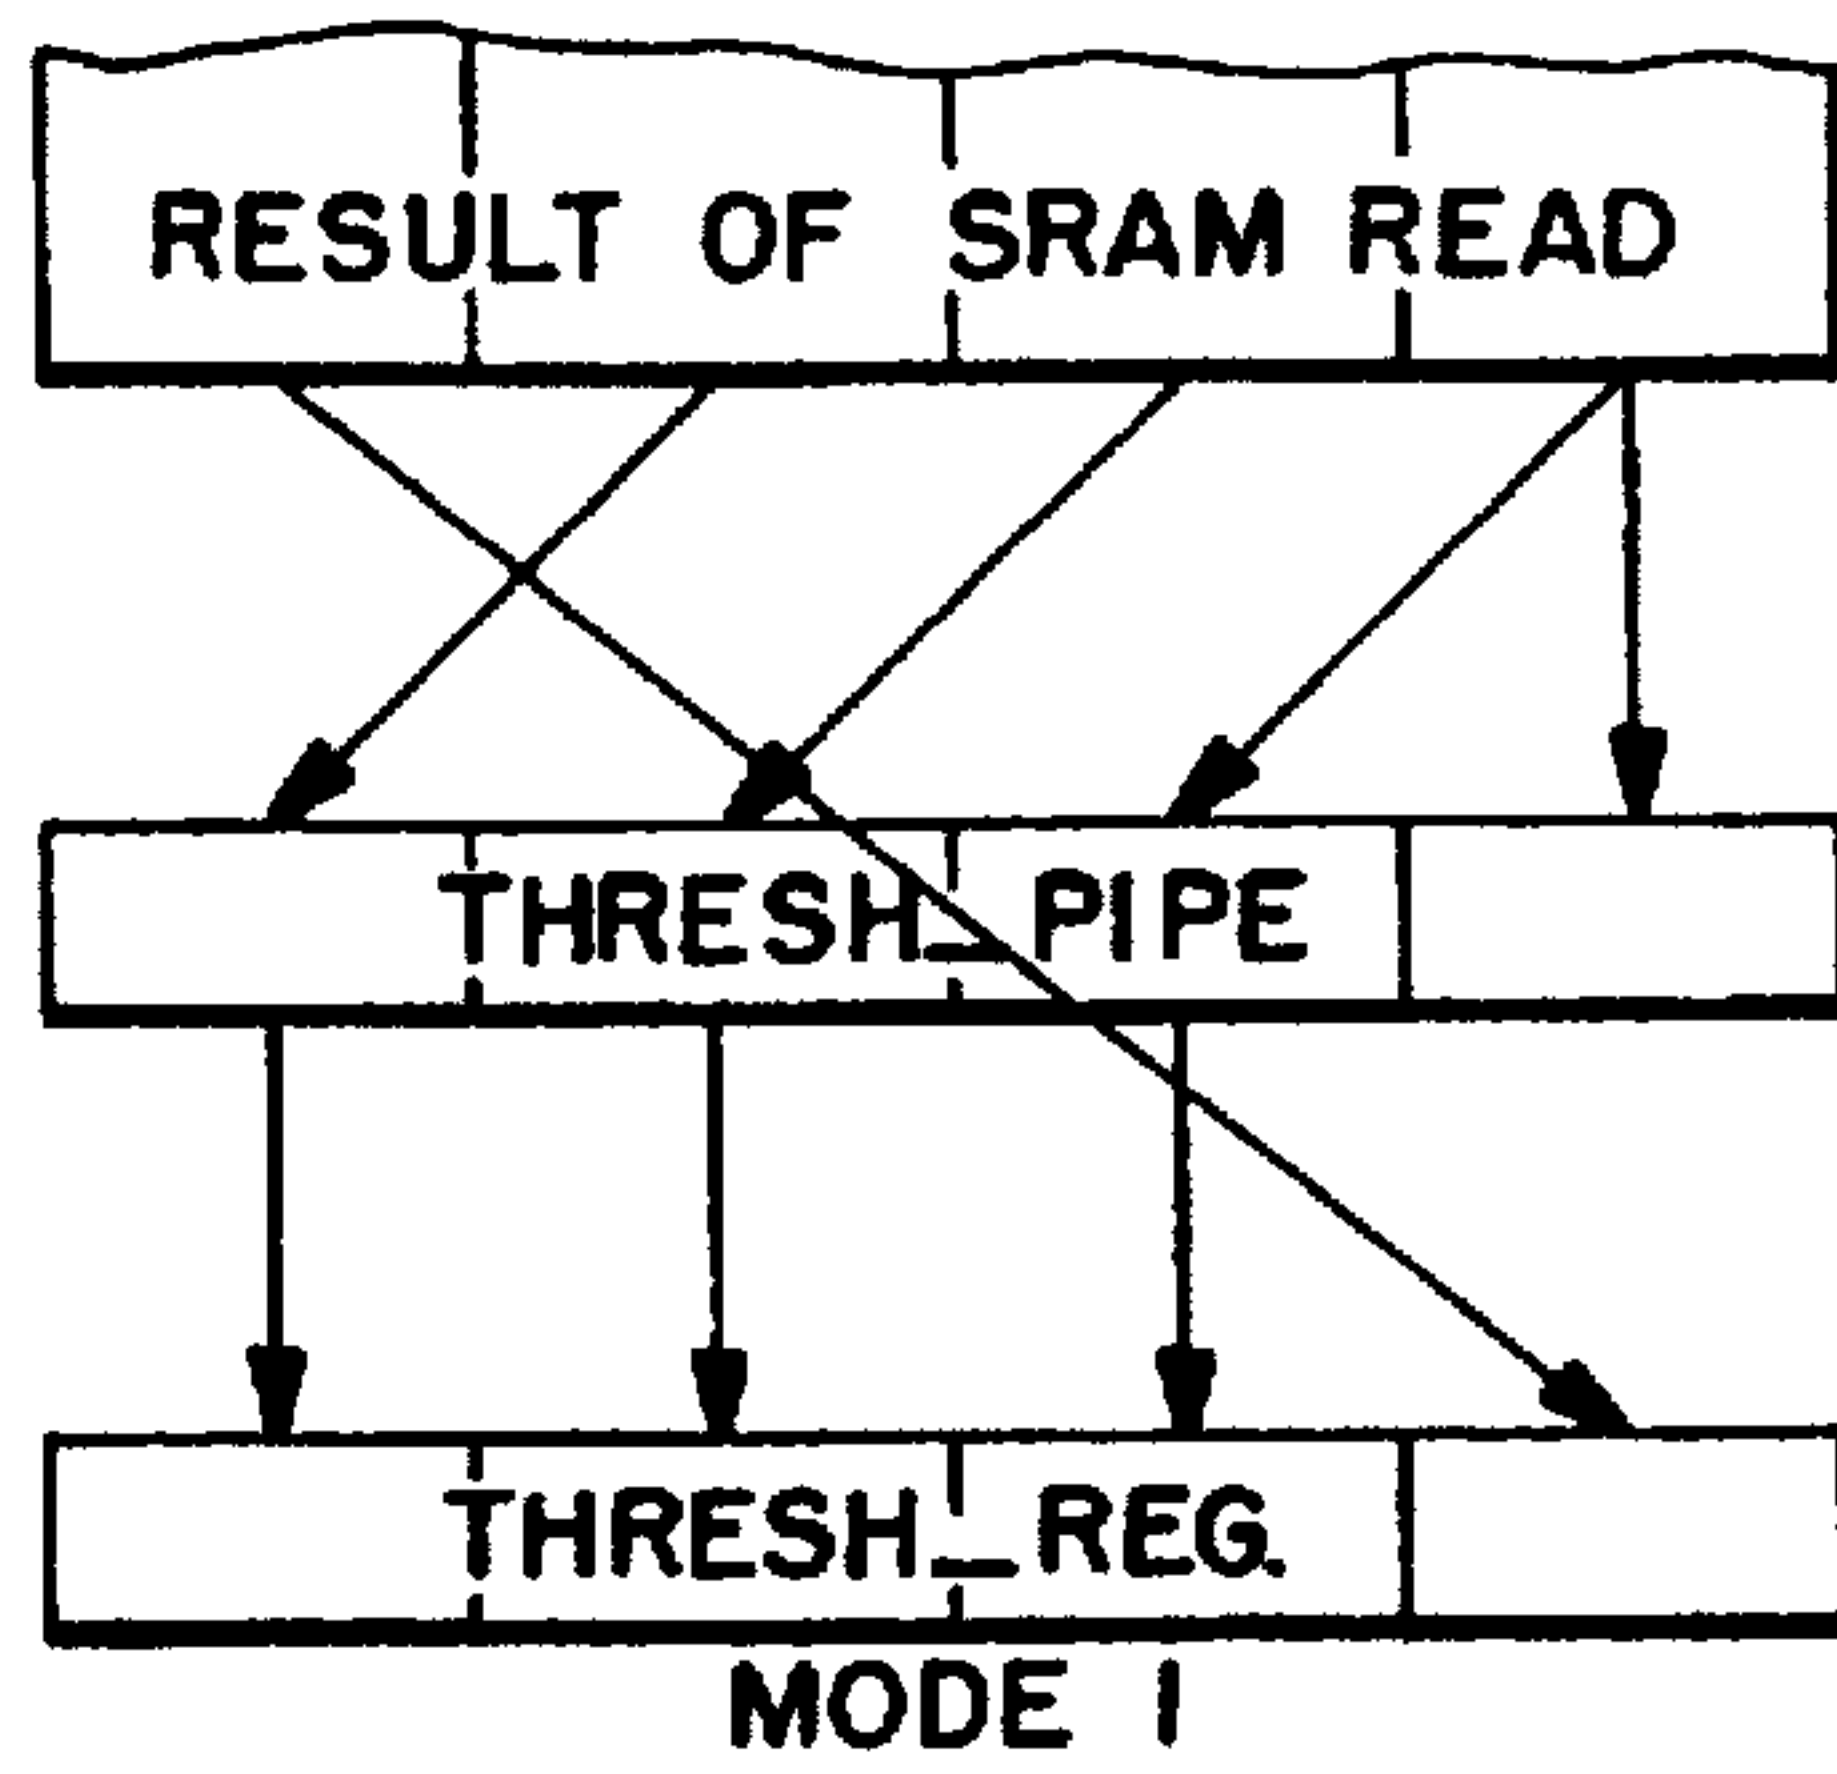 RESULT OF SRAM READ
THRESH_PIPE
THRESH_REG.
MODE 1